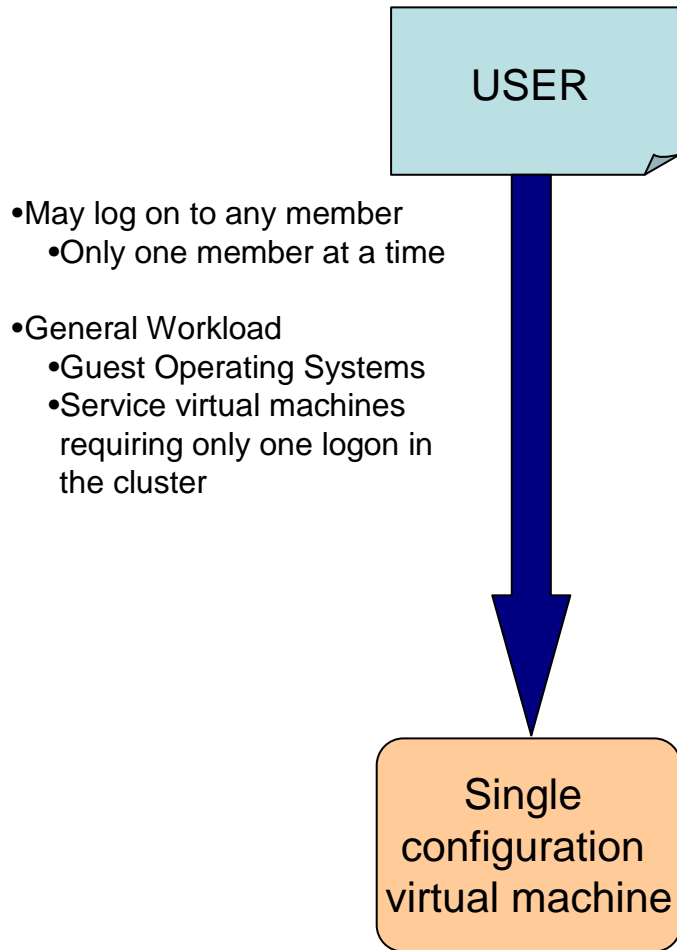 USER
•May log on to any member
•Only one member at a time
•General Workload
•Guest Operating Systems
•Service virtual machines
requiring only one logon in
the cluster
Single
configuration
virtual machine